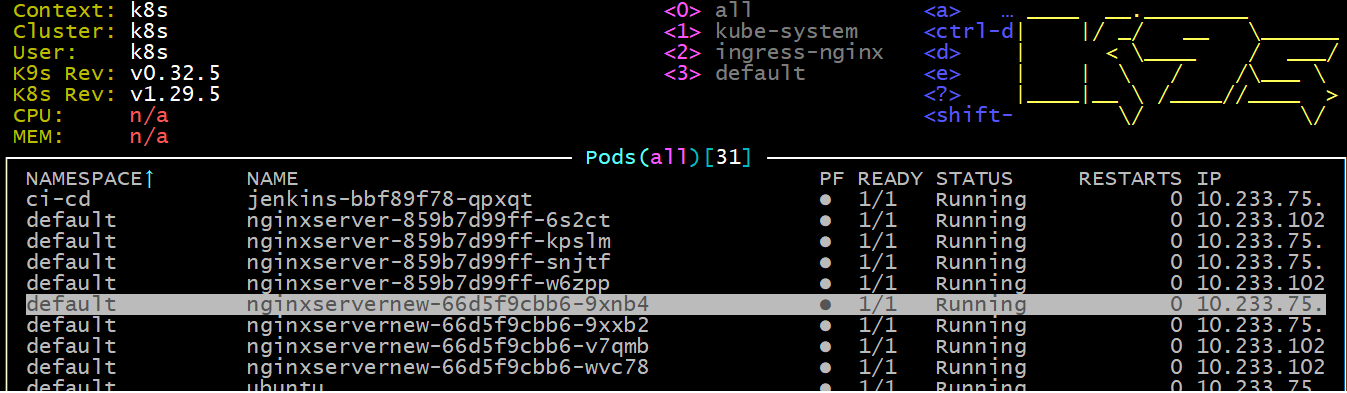 Context: k8s <0> all <a> …
Cluster: k8s <1> kube-system <ctrl-d
User: k8s <2> ingress-nginx <d>
K9s Rev: v0.32.5 <3> default <e>
K8s Rev: v1.29.5 <?>
CPU: n/a <shift-
MEM: n/a
Pods(all)[31]
NAMESPACE↑ NAME PF READY STATUS RESTARTS IP
ci-cd jenkins-bbf89f78-qpxqt ● 1/1 Running 0 10.233.75.
default nginxserver-859b7d99ff-6s2ct ● 1/1 Running 0 10.233.102
default nginxserver-859b7d99ff-kpslm ● 1/1 Running 0 10.233.75.
default nginxserver-859b7d99ff-snjtf ● 1/1 Running 0 10.233.75.
default nginxserver-859b7d99ff-w6zpp ● 1/1 Running 0 10.233.102
default nginxservernew-66d5f9cbb6-9xnb4 ● 1/1 Running 0 10.233.75.
default nginxservernew-66d5f9cbb6-9xxb2 ● 1/1 Running 0 10.233.75.
default nginxservernew-66d5f9cbb6-v7qmb ● 1/1 Running 0 10.233.102
default nginxservernew-66d5f9cbb6-wvc78 ● 1/1 Running 0 10.233.102
default ubuntu ● 1/1 Running 0 10.233.75.